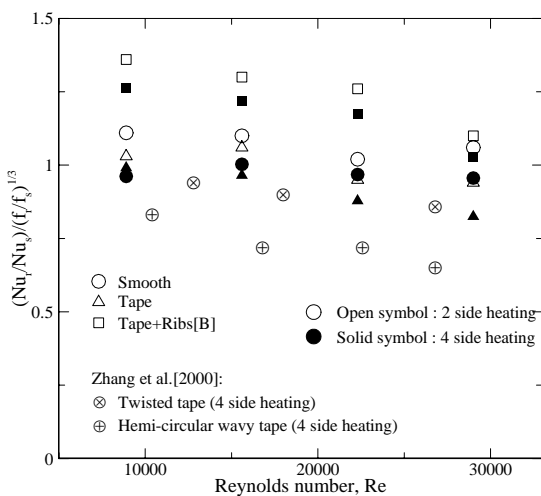 1.5
1
0.5
0
(Nu_r/Nu_s)/(f_r/f_s)^1/3
Smooth
Tape
Tape+Ribs[B]
Open symbol : 2 side heating
Solid symbol : 4 side heating
Zhang et al.[2000]:
Twisted tape (4 side heating)
Hemi-circular wavy tape (4 side heating)
10000 20000 30000
Reynolds number, Re